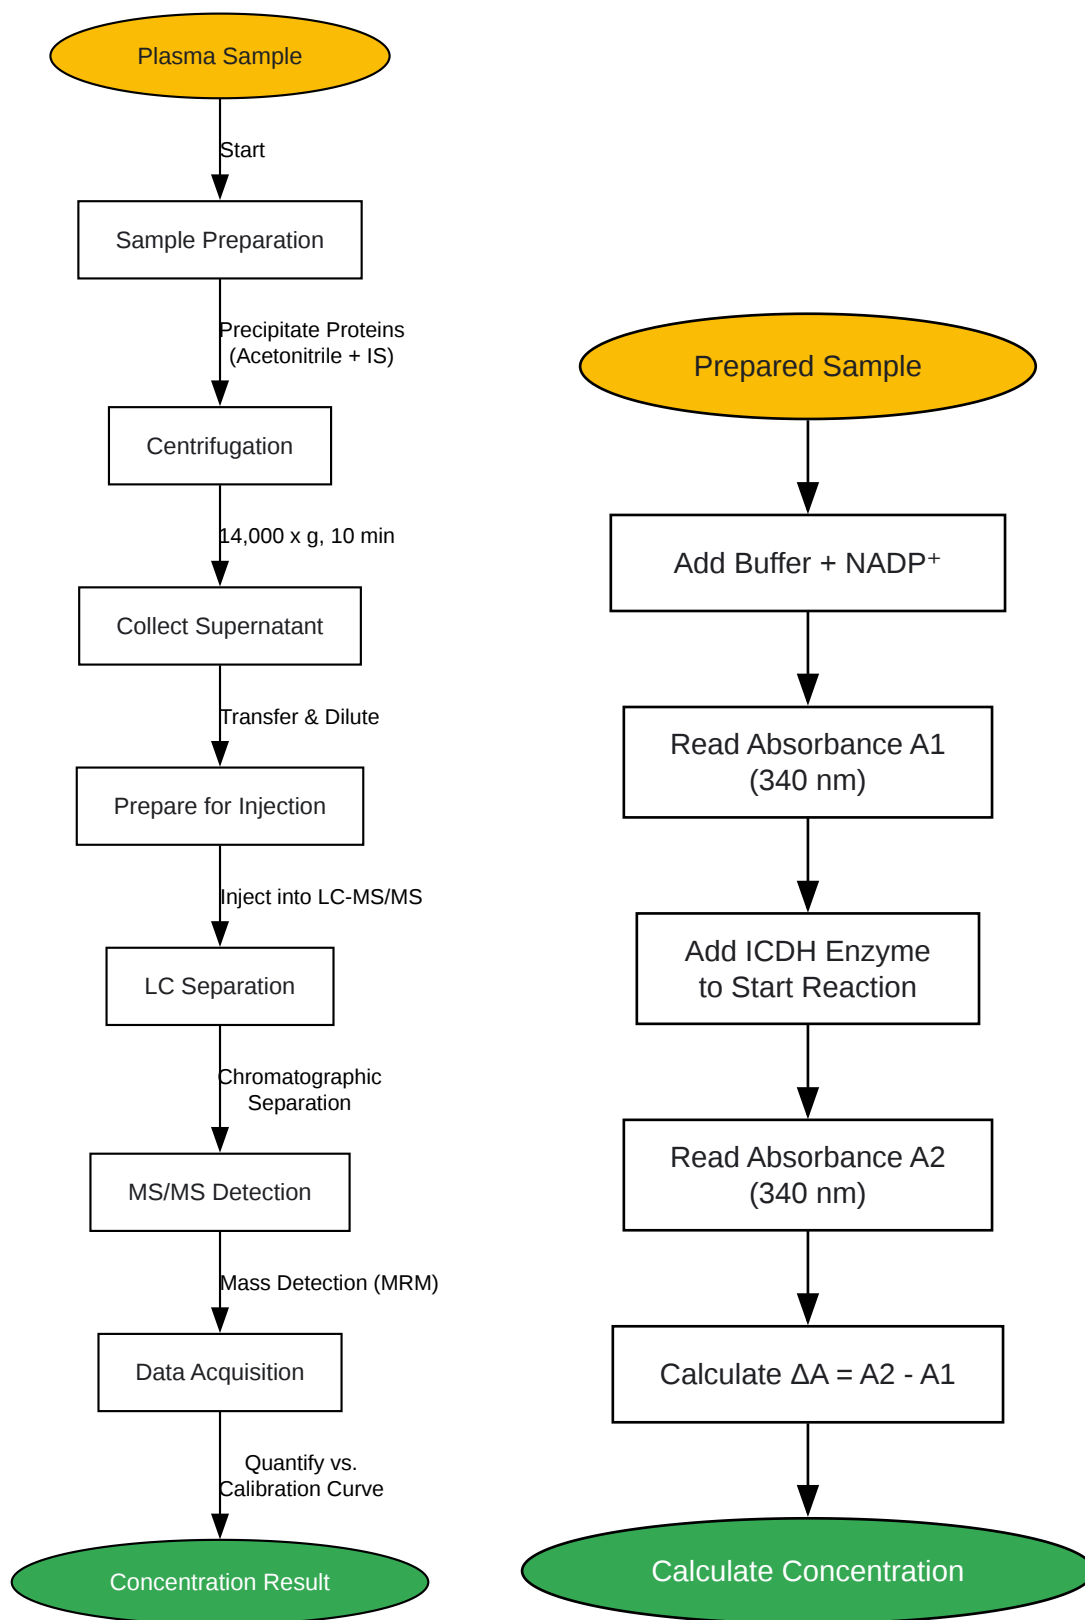 Plasma Sample
Start
Sample Preparation
Precipitate Proteins
(Acetonitrile + IS)
Centrifugation
14,000 x g, 10 min
Collect Supernatant
Transfer & Dilute
Prepare for Injection
Inject into LC-MS/MS
LC Separation
Chromatographic
Separation
MS/MS Detection
Mass Detection (MRM)
Data Acquisition
Quantify vs.
Calibration Curve
Concentration Result
Prepared Sample
Add Buffer + NADP⁺
Read Absorbance A1
(340 nm)
Add ICDH Enzyme
to Start Reaction
Read Absorbance A2
(340 nm)
Calculate ΔA = A2 - A1
Calculate Concentration